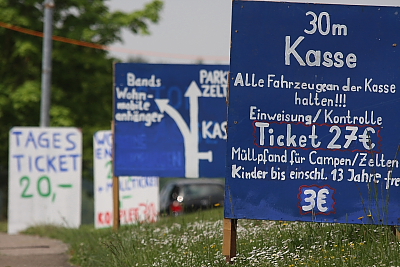 30m
Kasse
Alle Fahrzeuge an der Kasse
halten!!!
Einweisung/Kontrolle
Ticket 27€
Müllpfand für Campen/Zelten
Kinder bis einschl. 13 Jahre frei
3€
Bands
Wohn-
mobile
anhänger
PARK
ZELT
KAS
TAGES
TICKET
20,-